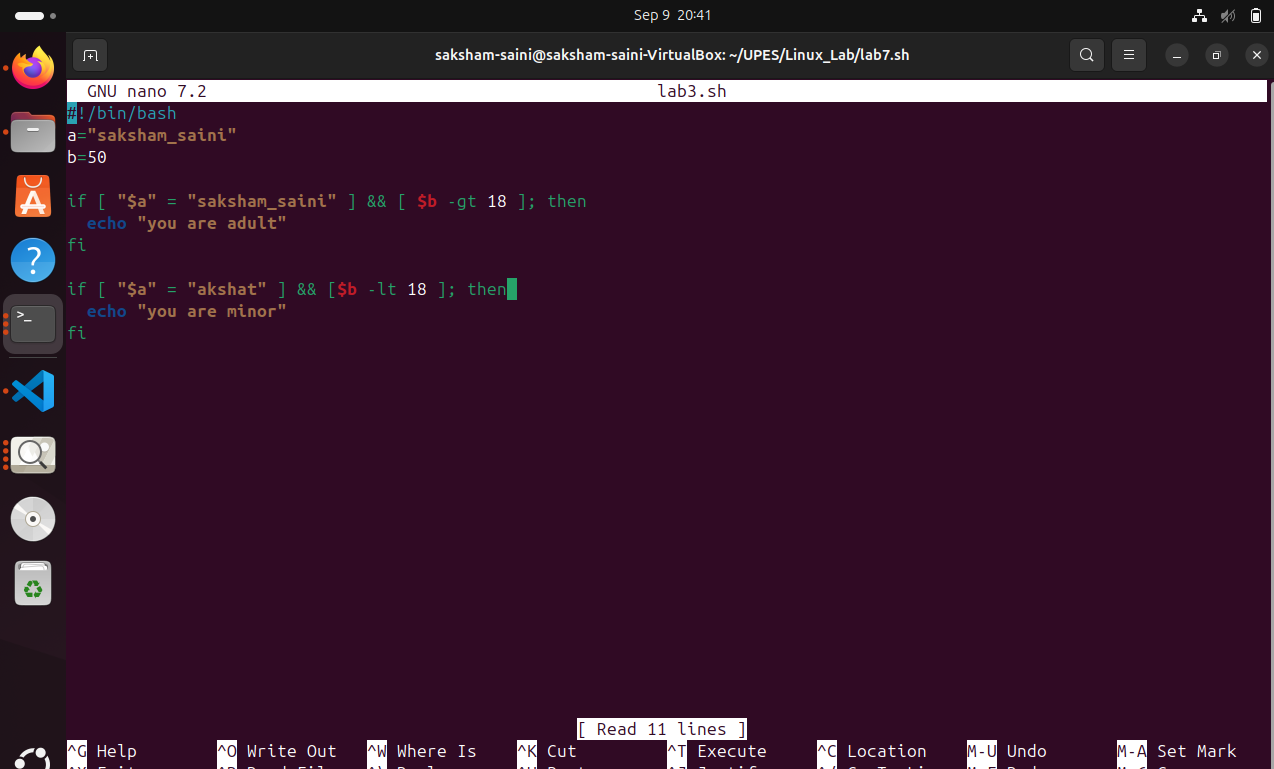 Sep 9 20:41
saksham-saini@saksham-saini-VirtualBox: ~/UPES/Linux_Lab/lab7.sh
GNU nano 7.2 lab3.sh
#!/bin/bash
a="saksham_saini"
b=50
if [ "$a" = "saksham_saini" ] && [ $b -gt 18 ]; then
echo "you are adult"
fi
if [ "$a" = "akshat" ] && [$b -lt 18 ]; then
echo "you are minor"
fi
[ Read 11 lines ]
^G Help ^O Write Out ^W Where Is ^K Cut ^T Execute ^C Location M-U Undo M-A Set Mark